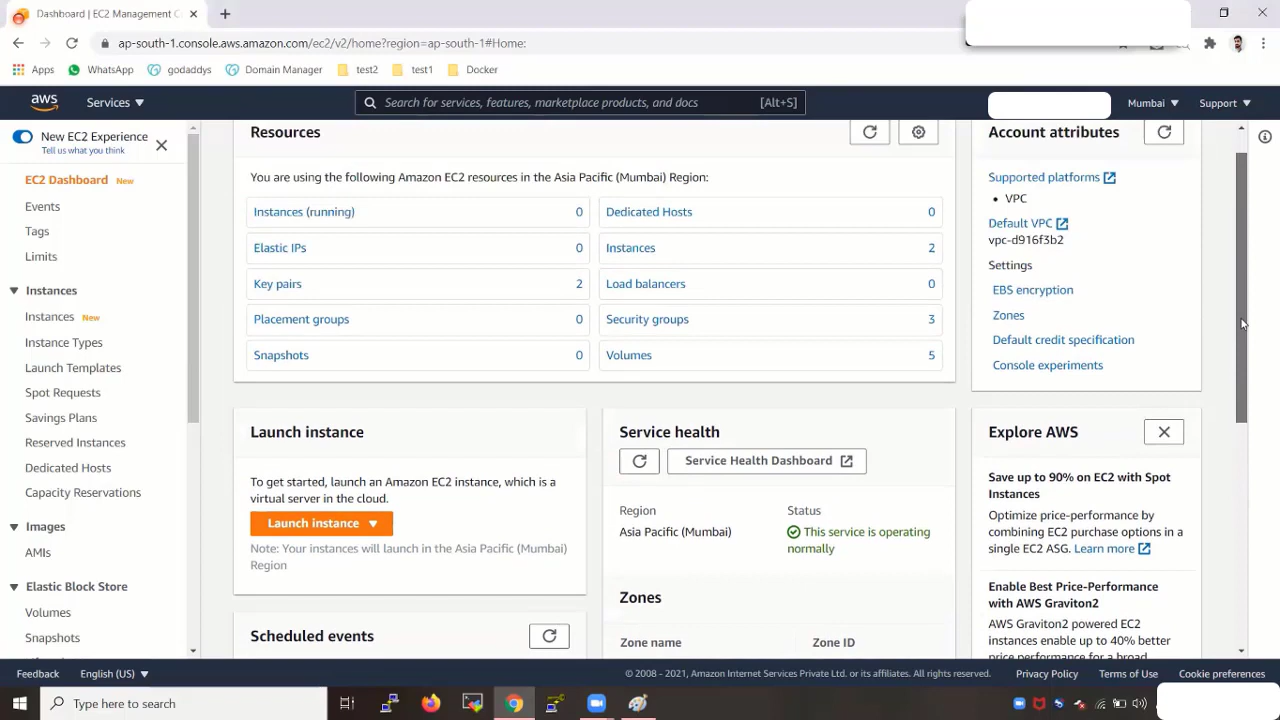 Dashboard | EC2 Management C
ap-south-1.console.aws.amazon.com/ec2/v2/home?region=ap-south-1#Home:
Apps WhatsApp godaddys Domain Manager test2 test1 Docker
aws Services Search for services, features, marketplace products, and docs [Alt+S] Mumbai Support
New EC2 Experience
Tell us what you think
EC2 Dashboard New
Events
Tags
Limits
Instances
Instances New
Instance Types
Launch Templates
Spot Requests
Savings Plans
Reserved Instances
Dedicated Hosts
Capacity Reservations
Images
AMIs
Elastic Block Store
Volumes
Snapshots
Resources
You are using the following Amazon EC2 resources in the Asia Pacific (Mumbai) Region:
Instances (running) 0 Dedicated Hosts 0
Elastic IPs 0 Instances 2
Key pairs 2 Load balancers 0
Placement groups 0 Security groups 3
Snapshots 0 Volumes 5
Launch instance
To get started, launch an Amazon EC2 instance, which is a
virtual server in the cloud.
Launch instance
Note: Your instances will launch in the Asia Pacific (Mumbai)
Region
Scheduled events
Service health
Service Health Dashboard
Region Status
Asia Pacific (Mumbai) This service is operating
normally
Zones
Zone name Zone ID
Account attributes
Supported platforms
• VPC
Default VPC
vpc-d916f3b2
Settings
EBS encryption
Zones
Default credit specification
Console experiments
Explore AWS
Save up to 90% on EC2 with Spot
Instances
Optimize price-performance by
combining EC2 purchase options in a
single EC2 ASG. Learn more
Enable Best Price-Performance
with AWS Graviton2
AWS Graviton2 powered EC2
instances enable up to 40% better
price performance for a broad
Feedback English (US) © 2008 - 2021, Amazon Internet Services Private Ltd. or its affiliates. All rights reserved. Privacy Policy Terms of Use Cookie preferences
Type here to search